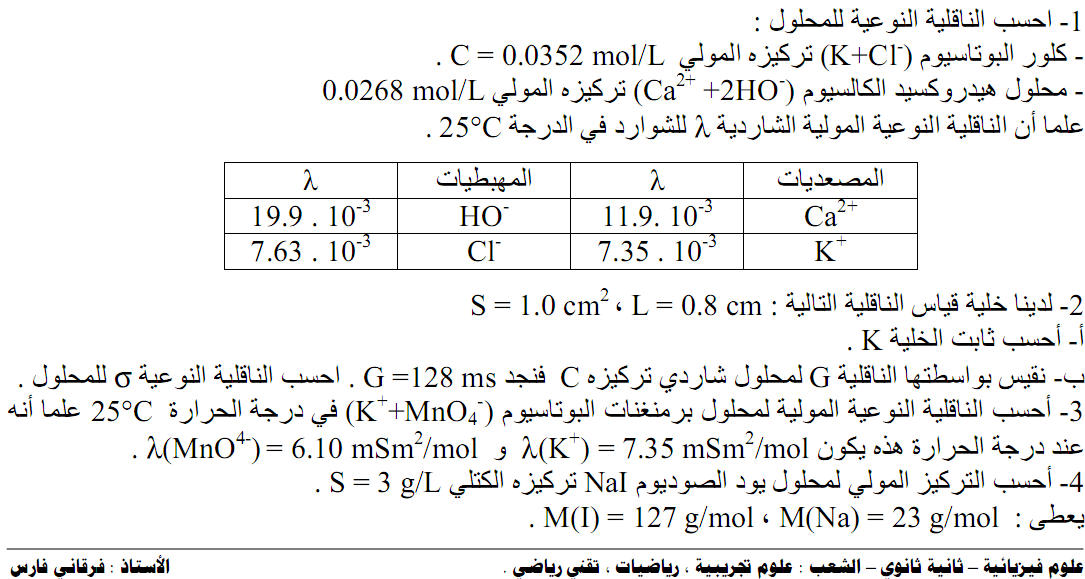 1- احسب الناقلية النوعية للمحلول :
- كلور البوتاسيوم (K+Cl⁻) تركيزه المولي C = 0.0352 mol/L .
- محلول هيدروكسيد الكالسيوم (Ca²⁺ +2HO⁻) تركيزه المولي 0.0268 mol/L
علما أن الناقلية النوعية المولية الشاردية λ للشوارد في الدرجة 25°C .
المصعديات λ المهبطيات λ
Ca²⁺ 11.9. 10⁻³ HO⁻ 19.9 . 10⁻³
K⁺ 7.35 . 10⁻³ Cl⁻ 7.63 . 10⁻³
2- لدينا خلية قياس الناقلية التالية : S = 1.0 cm² ، L = 0.8 cm
أ- أحسب ثابت الخلية K .
ب- نقيس بواسطتها الناقلية G لمحلول شاردي تركيزه C فنجد G =128 ms . احسب الناقلية النوعية σ للمحلول .
3- أحسب الناقلية النوعية المولية لمحلول برمنغنات البوتاسيوم (K⁺+MnO₄⁻) في درجة الحرارة 25°C علما أنه
عند درجة الحرارة هذه يكون λ(K⁺) = 7.35 mSm²/mol و λ(MnO⁴⁻) = 6.10 mSm²/mol .
4- أحسب التركيز المولي لمحلول يود الصوديوم NaI تركيزه الكتلي S = 3 g/L .
يعطى : M(I) = 127 g/mol ، M(Na) = 23 g/mol .
علوم فيزيائية – ثانية ثانوي – الشعب : علوم تجريبية ، رياضيات ، تقني رياضي . الأستاذ : فرقاني فارس